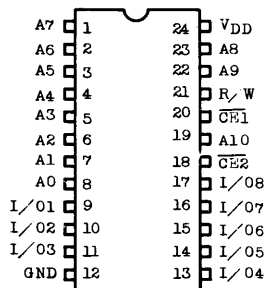 A7 1 24 VDD
A6 2 23 A8
A5 3 22 A9
A4 4 21 R/W
A3 5 20 C̅E̅1̅
A2 6 19 A10
A1 7 18 C̅E̅2̅
A0 8 17 I/O8
I/O1 9 16 I/O7
I/O2 10 15 I/O6
I/O3 11 14 I/O5
GND 12 13 I/O4